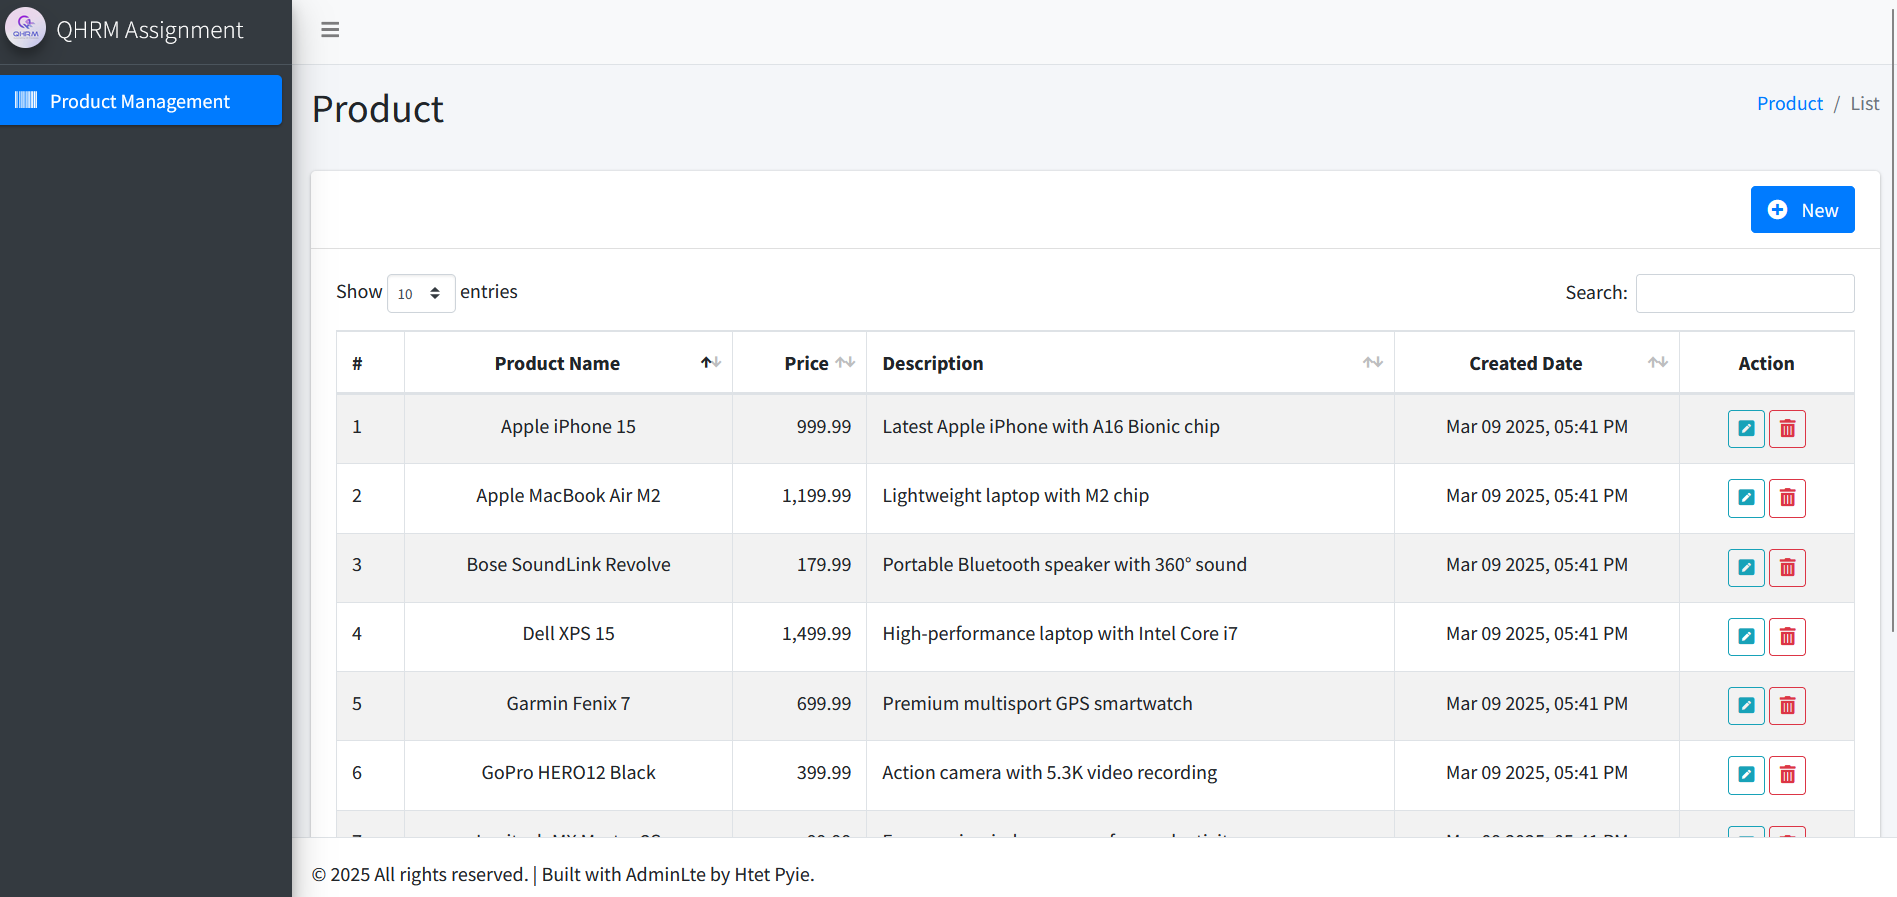 QHRM
QHRM Assignment
Product Management
Product
Product / List
New
Show 10 entries
Search:
# Product Name Price Description Created Date Action
1 Apple iPhone 15 999.99 Latest Apple iPhone with A16 Bionic chip Mar 09 2025, 05:41 PM
2 Apple MacBook Air M2 1,199.99 Lightweight laptop with M2 chip Mar 09 2025, 05:41 PM
3 Bose SoundLink Revolve 179.99 Portable Bluetooth speaker with 360° sound Mar 09 2025, 05:41 PM
4 Dell XPS 15 1,499.99 High-performance laptop with Intel Core i7 Mar 09 2025, 05:41 PM
5 Garmin Fenix 7 699.99 Premium multisport GPS smartwatch Mar 09 2025, 05:41 PM
6 GoPro HERO12 Black 399.99 Action camera with 5.3K video recording Mar 09 2025, 05:41 PM
© 2025 All rights reserved. | Built with AdminLte by Htet Pyie.